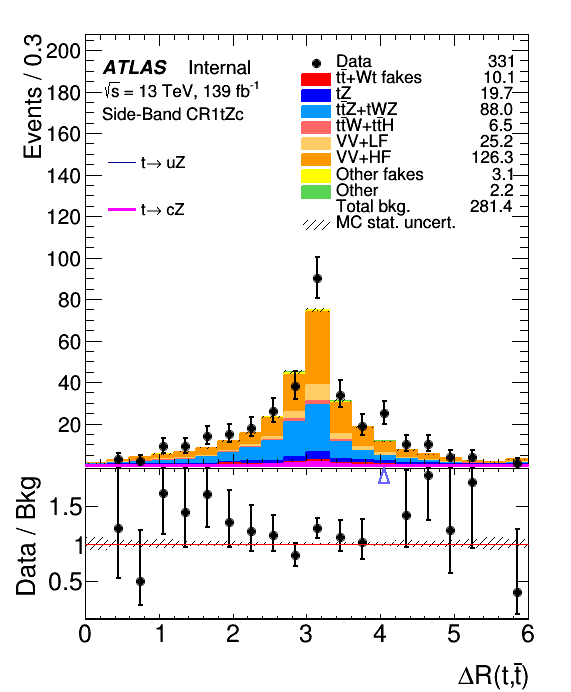 ATLAS Internal
√s = 13 TeV, 139 fb⁻¹
Side-Band CR1tZc
t→ uZ
t→ cZ
Data 331
tt̄+Wt fakes 10.1
tZ 19.7
tt̄Z+tWZ 88.0
tt̄W+tt̄H 6.5
VV+LF 25.2
VV+HF 126.3
Other fakes 3.1
Other 2.2
Total bkg. 281.4
MC stat. uncert.
Events / 0.3
200
180
160
140
120
100
80
60
40
20
Data / Bkg
1.5
1
0.5
0 1 2 3 4 5 6
ΔR(t,t̄)